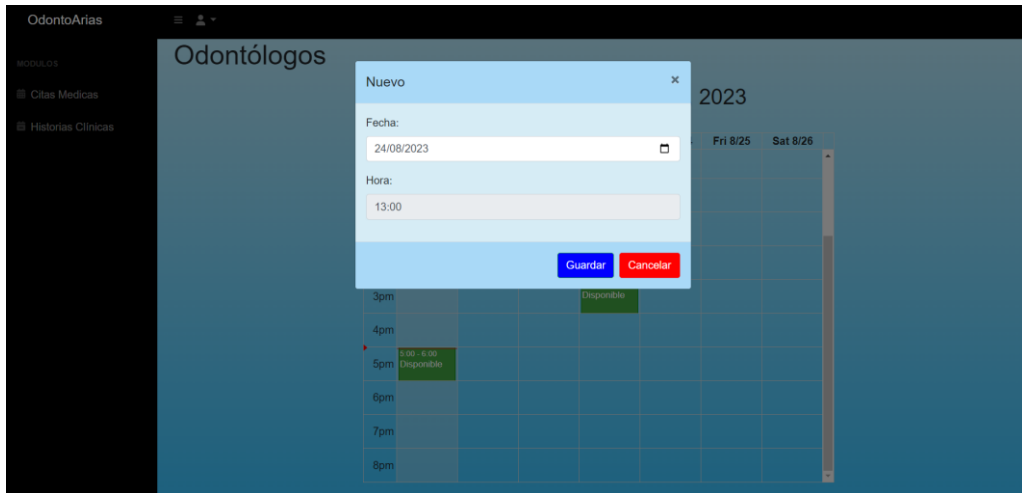 OdontoArias
MODULOS
Citas Medicas
Historias Clínicas
Odontólogos
2023
Fri 8/25 Sat 8/26
Nuevo ×
Fecha:
24/08/2023
Hora:
13:00
Guardar Cancelar
3pm Disponible
4pm
5:00 - 6:00
5pm Disponible
6pm
7pm
8pm